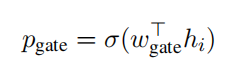 p_gate = σ(w_gate^⊤ h_i)